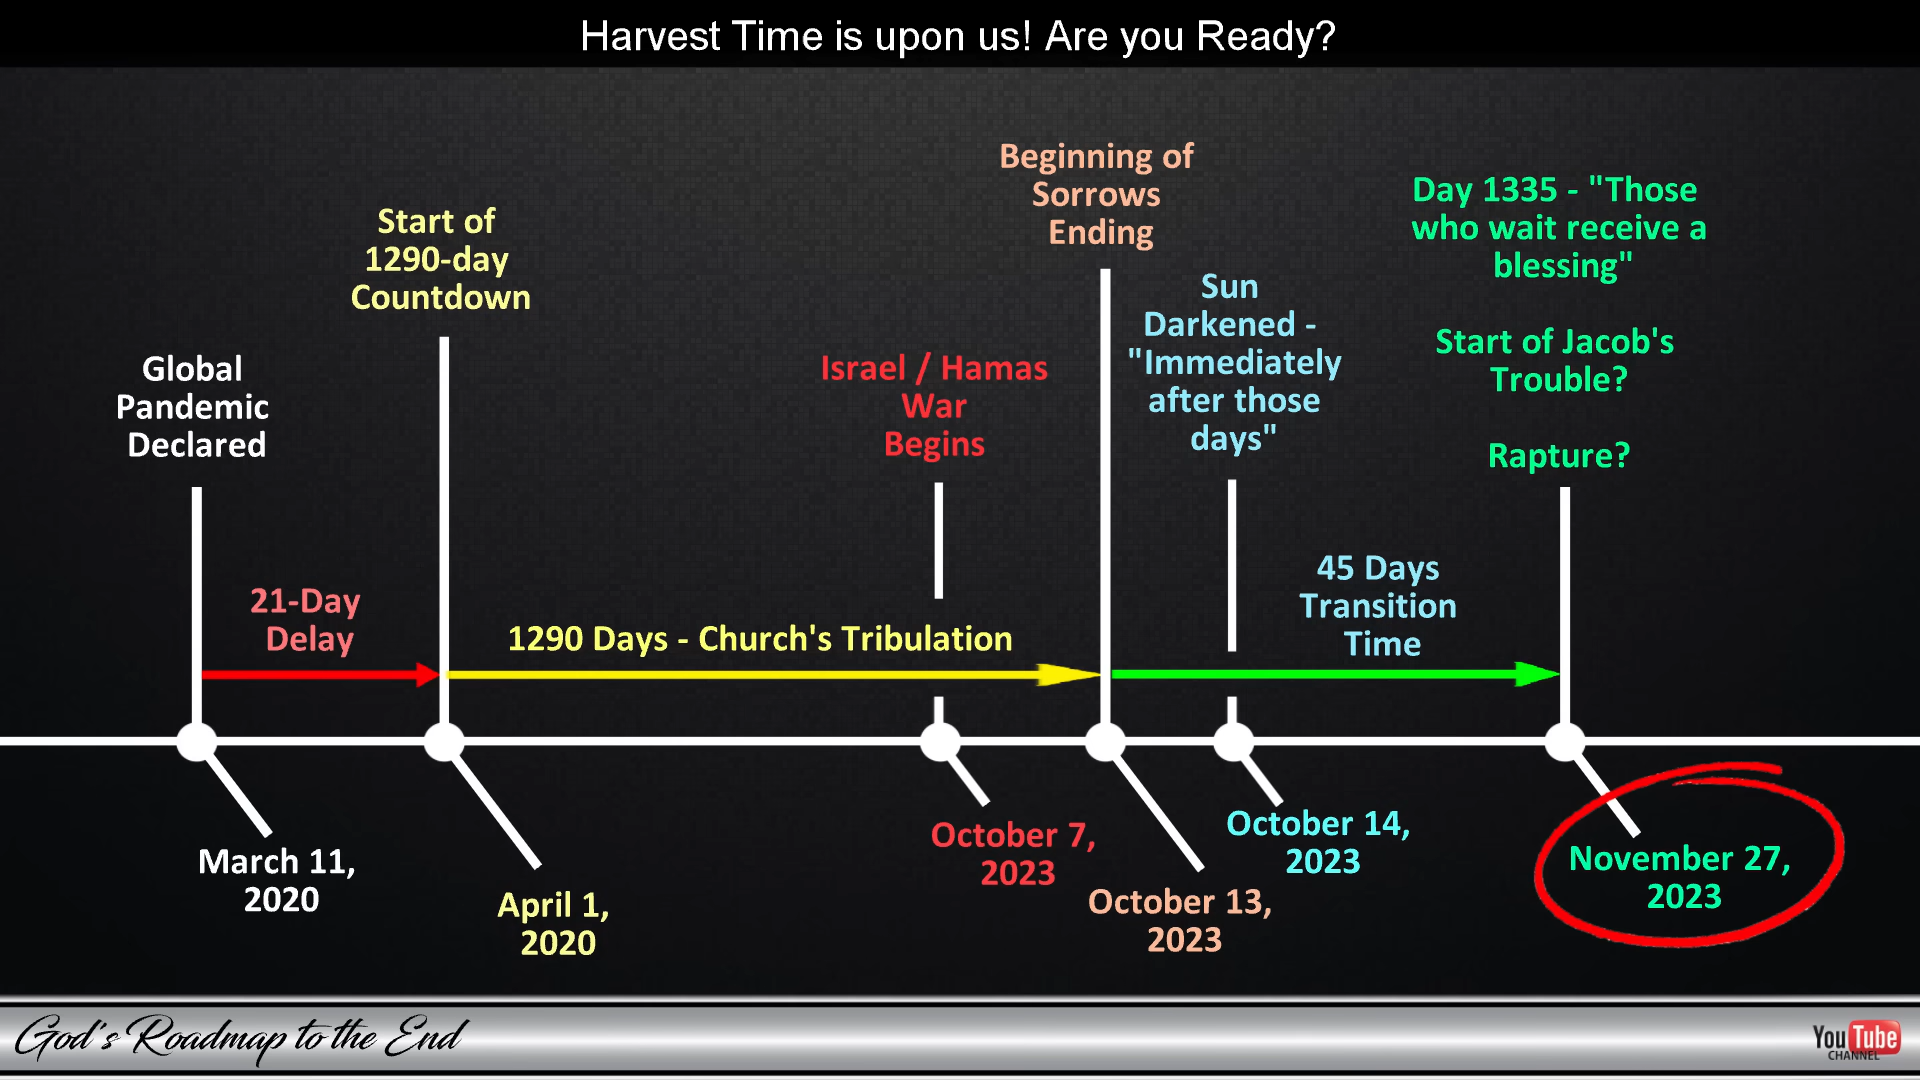 Harvest Time is upon us! Are you Ready?
Global
Pandemic
Declared
Start of
1290-day
Countdown
Israel / Hamas
War
Begins
Beginning of
Sorrows
Ending
Sun
Darkened -
"Immediately
after those
days"
Day 1335 - "Those
who wait receive a
blessing"
Start of Jacob's
Trouble?
Rapture?
21-Day
Delay
1290 Days - Church's Tribulation
45 Days
Transition
Time
March 11,
2020
April 1,
2020
October 7,
2023
October 13,
2023
October 14,
2023
November 27,
2023
God's Roadmap to the End
YouTube
CHANNEL